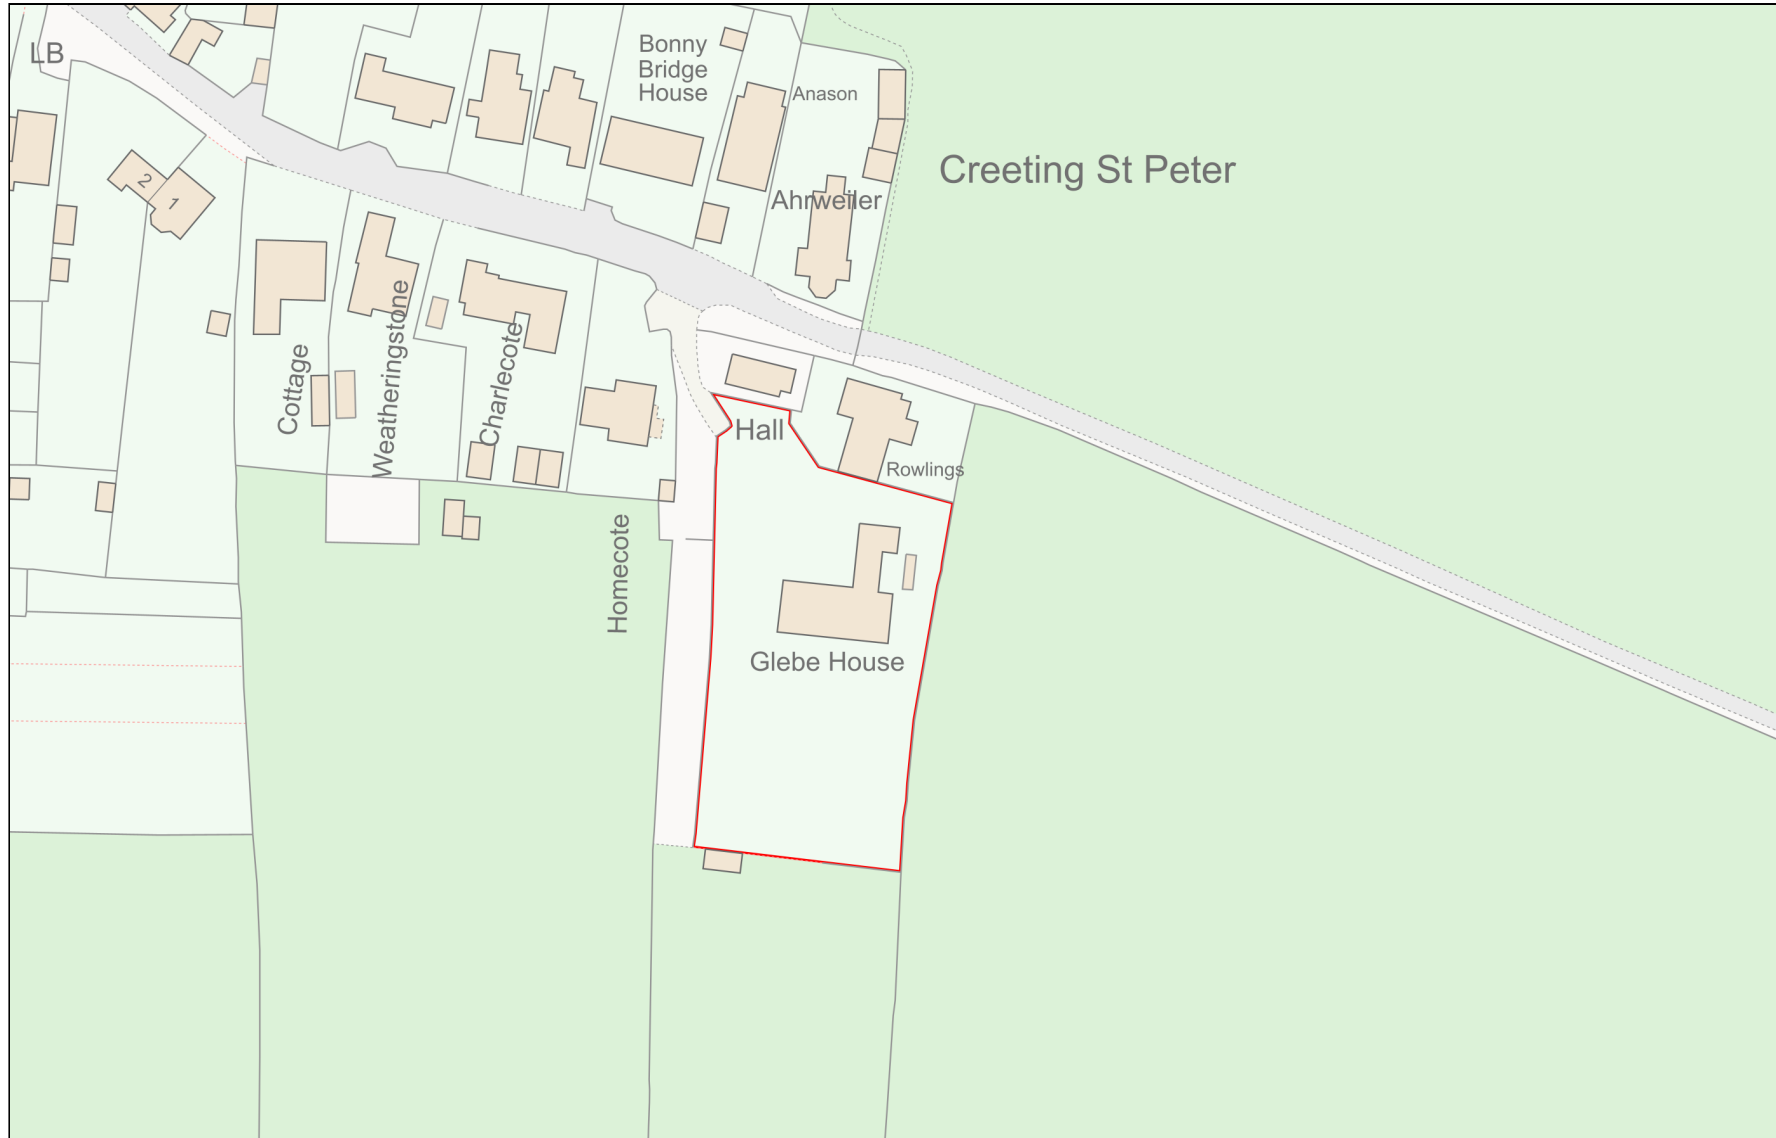 LB
Bonny
Bridge
House
Anason
Creeting St Peter
Ahrweiler
2
1
Cottage
Weatheringstone
Charlecote
Hall
Rowlings
Homecote
Glebe House